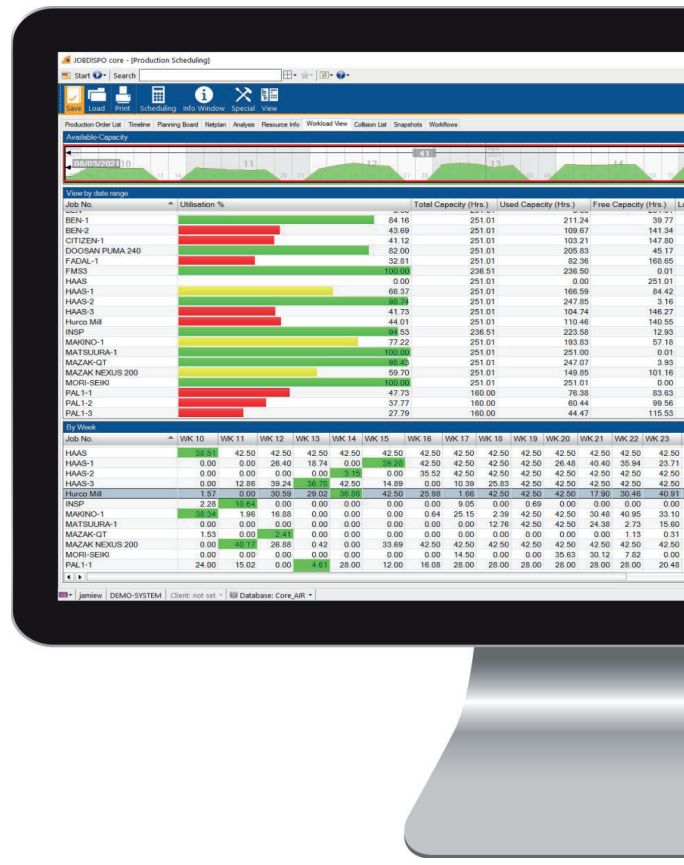 JOBDISPO core - [Production Scheduling]
Start Search
Save Load Print Scheduling Info Window Special View
Production Order List Timeline Planning Board Netplan Analysis Resource Info Workload View Collision List Snapshots Workflows
Available-Capacity
41
08/03/2021 10 11 12 13 14
View by date range
Job No. Utilisation % Total Capacity (Hrs.) Used Capacity (Hrs.) Free Capacity (Hrs.)
BEN-1 84.16 251.01 211.24 39.77
BEN-2 43.69 251.01 109.67 141.34
CITIZEN-1 41.12 251.01 103.21 147.80
DOOSAN PUMA 240 82.00 251.01 205.83 45.17
FADAL-1 32.81 251.01 82.36 168.65
FMS3 100.00 236.51 236.50 0.01
HAAS 0.00 251.01 0.00 251.01
HAAS-1 66.37 251.01 166.59 84.42
HAAS-2 98.74 251.01 247.85 3.16
HAAS-3 41.73 251.01 104.74 146.27
Hurco Mill 44.01 251.01 110.46 140.55
INSP 94.53 236.51 223.58 12.93
MAKINO-1 77.22 251.01 193.83 57.18
MATSUURA-1 100.00 251.01 251.00 0.01
MAZAK-QT 98.43 251.01 247.07 3.93
MAZAK NEXUS 200 59.70 251.01 149.85 101.16
MORI-SEIKI 100.00 251.01 251.01 0.00
PAL1-1 47.73 160.00 76.38 83.63
PAL1-2 37.77 160.00 60.44 99.56
PAL1-3 27.79 160.00 44.47 115.53
By Week
Job No. WK 10 WK 11 WK 12 WK 13 WK 14 WK 15 WK 16 WK 17 WK 18 WK 19 WK 20 WK 21 WK 22 WK 23
HAAS 38.51 42.50 42.50 42.50 42.50 42.50 42.50 42.50 42.50 42.50 42.50 42.50 42.50 42.50
HAAS-1 0.00 0.00 26.40 18.74 0.00 39.28 42.50 42.50 42.50 42.50 26.48 40.40 35.94 23.71
HAAS-2 0.00 0.00 0.00 0.00 3.15 0.00 35.52 42.50 42.50 42.50 42.50 42.50 42.50 42.50
HAAS-3 0.00 12.86 39.24 36.78 42.50 14.89 0.00 10.39 25.83 42.50 42.50 42.50 42.50 42.50
Hurco Mill 1.57 0.00 30.59 29.02 36.86 42.50 25.98 1.66 42.50 42.50 42.50 17.90 30.46 40.91
INSP 2.28 10.64 0.00 0.00 0.00 0.00 0.00 9.05 0.00 0.69 0.00 0.00 0.00 0.00
MAKINO-1 38.34 1.96 16.88 0.00 0.00 0.00 0.64 25.15 2.39 42.50 42.50 30.48 40.95 33.10
MATSUURA-1 0.00 0.00 0.00 0.00 0.00 0.00 0.00 0.00 12.76 42.50 42.50 24.38 2.73 15.60
MAZAK-QT 1.53 0.00 2.41 0.00 0.00 0.00 0.00 0.00 0.00 0.00 0.00 0.00 1.13 0.31
MAZAK NEXUS 200 0.00 40.17 26.88 0.42 0.00 33.69 42.50 42.50 42.50 42.50 42.50 42.50 42.50 42.50
MORI-SEIKI 0.00 0.00 0.00 0.00 0.00 0.00 0.00 14.50 0.00 0.00 35.63 30.12 7.82 0.00
PAL1-1 24.00 15.02 0.00 4.61 28.00 12.00 16.08 28.00 28.00 28.00 28.00 28.00 28.00 20.48
jamiew DEMO-SYSTEM Client: not set Database: Core_AIR